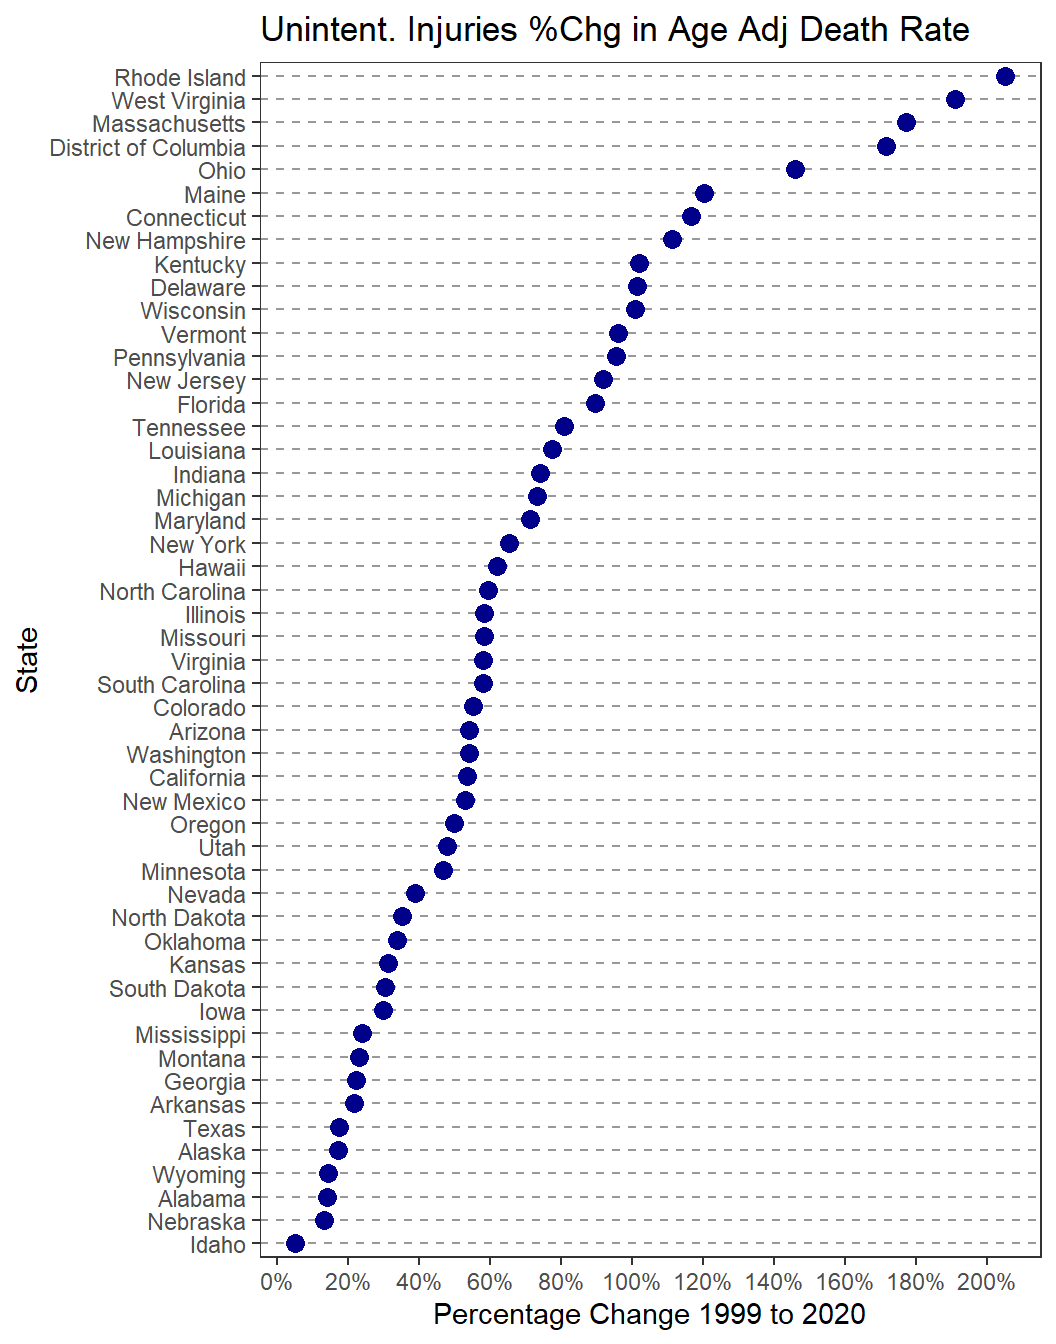 Unintent. Injuries %Chg in Age Adj Death Rate
Rhode Island
West Virginia
Massachusetts
District of Columbia
Ohio
Maine
Connecticut
New Hampshire
Kentucky
Delaware
Wisconsin
Vermont
Pennsylvania
New Jersey
Florida
Tennessee
Louisiana
Indiana
Michigan
Maryland
New York
Hawaii
North Carolina
Illinois
Missouri
Virginia
South Carolina
Colorado
Arizona
Washington
California
New Mexico
Oregon
Utah
Minnesota
Nevada
North Dakota
Oklahoma
Kansas
South Dakota
Iowa
Mississippi
Montana
Georgia
Arkansas
Texas
Alaska
Wyoming
Alabama
Nebraska
Idaho
State
0% 20% 40% 60% 80% 100% 120% 140% 160% 180% 200%
Percentage Change 1999 to 2020